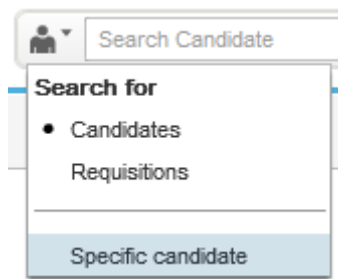 Search Candidate
Search for
Candidates
Requisitions
Specific candidate